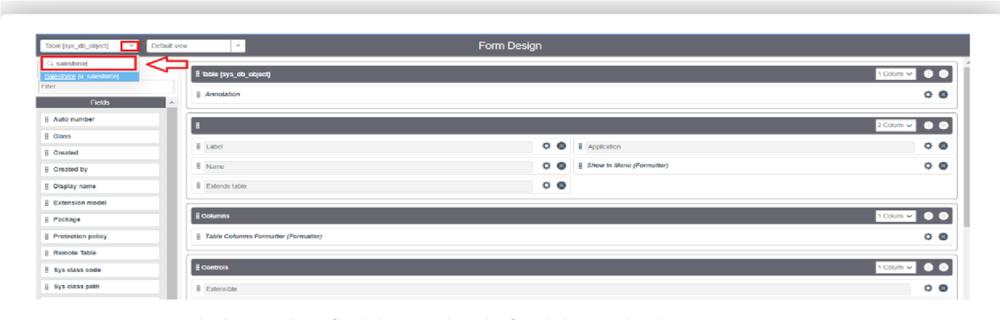 Table [sys_db_object]
Default view
Form Design
salesforce
Salesforce [u_salesforce]
Filter
Fields
Auto number
Class
Created
Created by
Display name
Extension model
Package
Protection policy
Remote Table
Sys class code
Sys class path
Table [sys_db_object]
1 Column
Annotation
2 Column
Label
Application
Name
Show In Menu (Formatter)
Extends table
Columns
1 Column
Table Columns Formatter (Formatter)
Controls
1 Column
Extensible